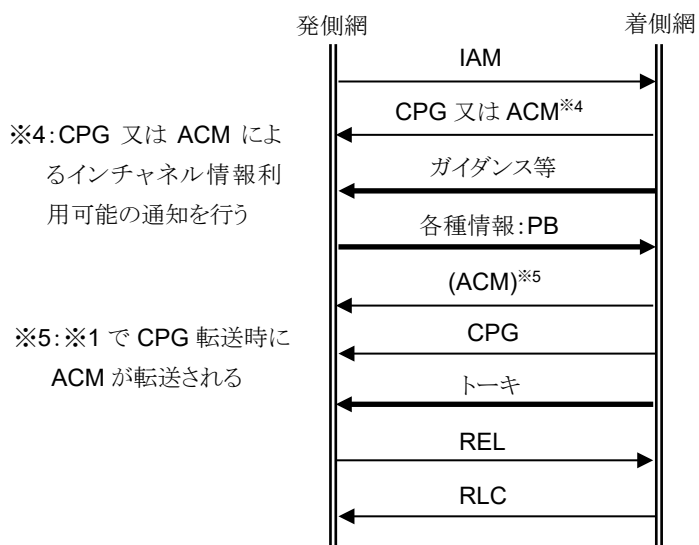 発側網
着側網
IAM
CPG 又は ACM※4
※4:CPG 又は ACM によ
るインチャネル情報利
用可能の通知を行う
ガイダンス等
各種情報:PB
(ACM)※5
※5:※1 で CPG 転送時に
ACM が転送される
CPG
トーキ
REL
RLC